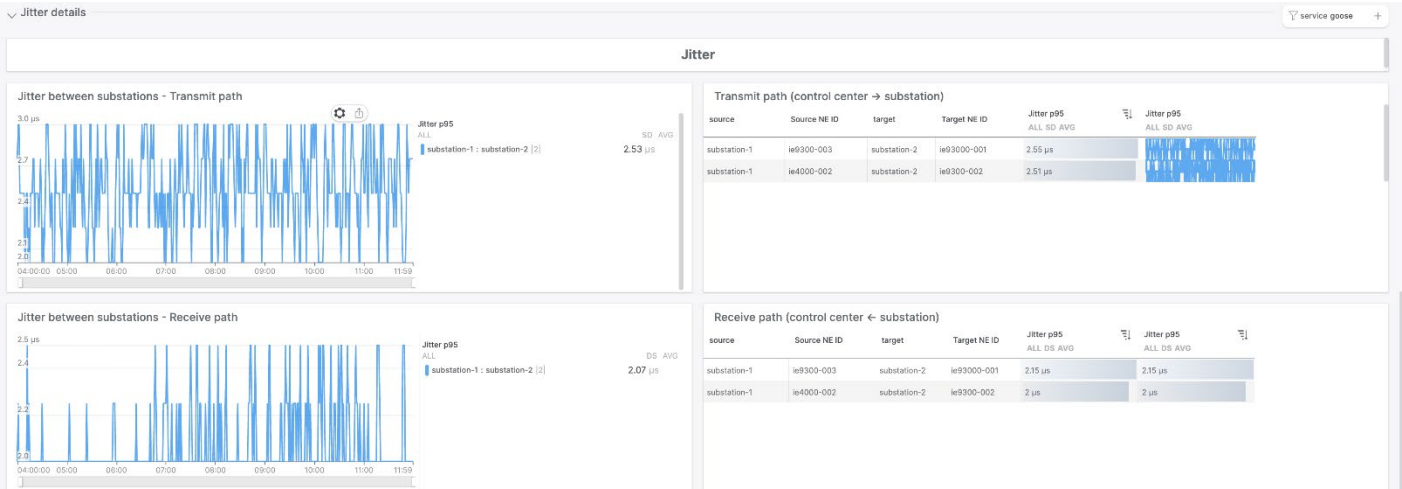 Jitter details
service goose +
Jitter
Jitter between substations - Transmit path
3.0 µs
2.7
2.4
2.1
2.0
04:00:00 05:00 06:00 07:00 08:00 09:00 10:00 11:00 11:59
Jitter p95
ALL SD AVG
substation-1 : substation-2 [2] 2.53 µs
Transmit path (control center → substation)
source Source NE ID target Target NE ID Jitter p95 Jitter p95
ALL SD AVG ALL SD AVG
substation-1 ie9300-003 substation-2 ie93000-001 2.55 µs
substation-1 ie4000-002 substation-2 ie9300-002 2.51 µs
Jitter between substations - Receive path
2.5 µs
2.4
2.2
2.0
04:00:00 05:00 06:00 07:00 08:00 09:00 10:00 11:00 11:59
Jitter p95
ALL DS AVG
substation-1 : substation-2 [2] 2.07 µs
Receive path (control center ← substation)
source Source NE ID target Target NE ID Jitter p95 Jitter p95
ALL DS AVG ALL DS AVG
substation-1 ie9300-003 substation-2 ie93000-001 2.15 µs 2.15 µs
substation-1 ie4000-002 substation-2 ie9300-002 2 µs 2 µs